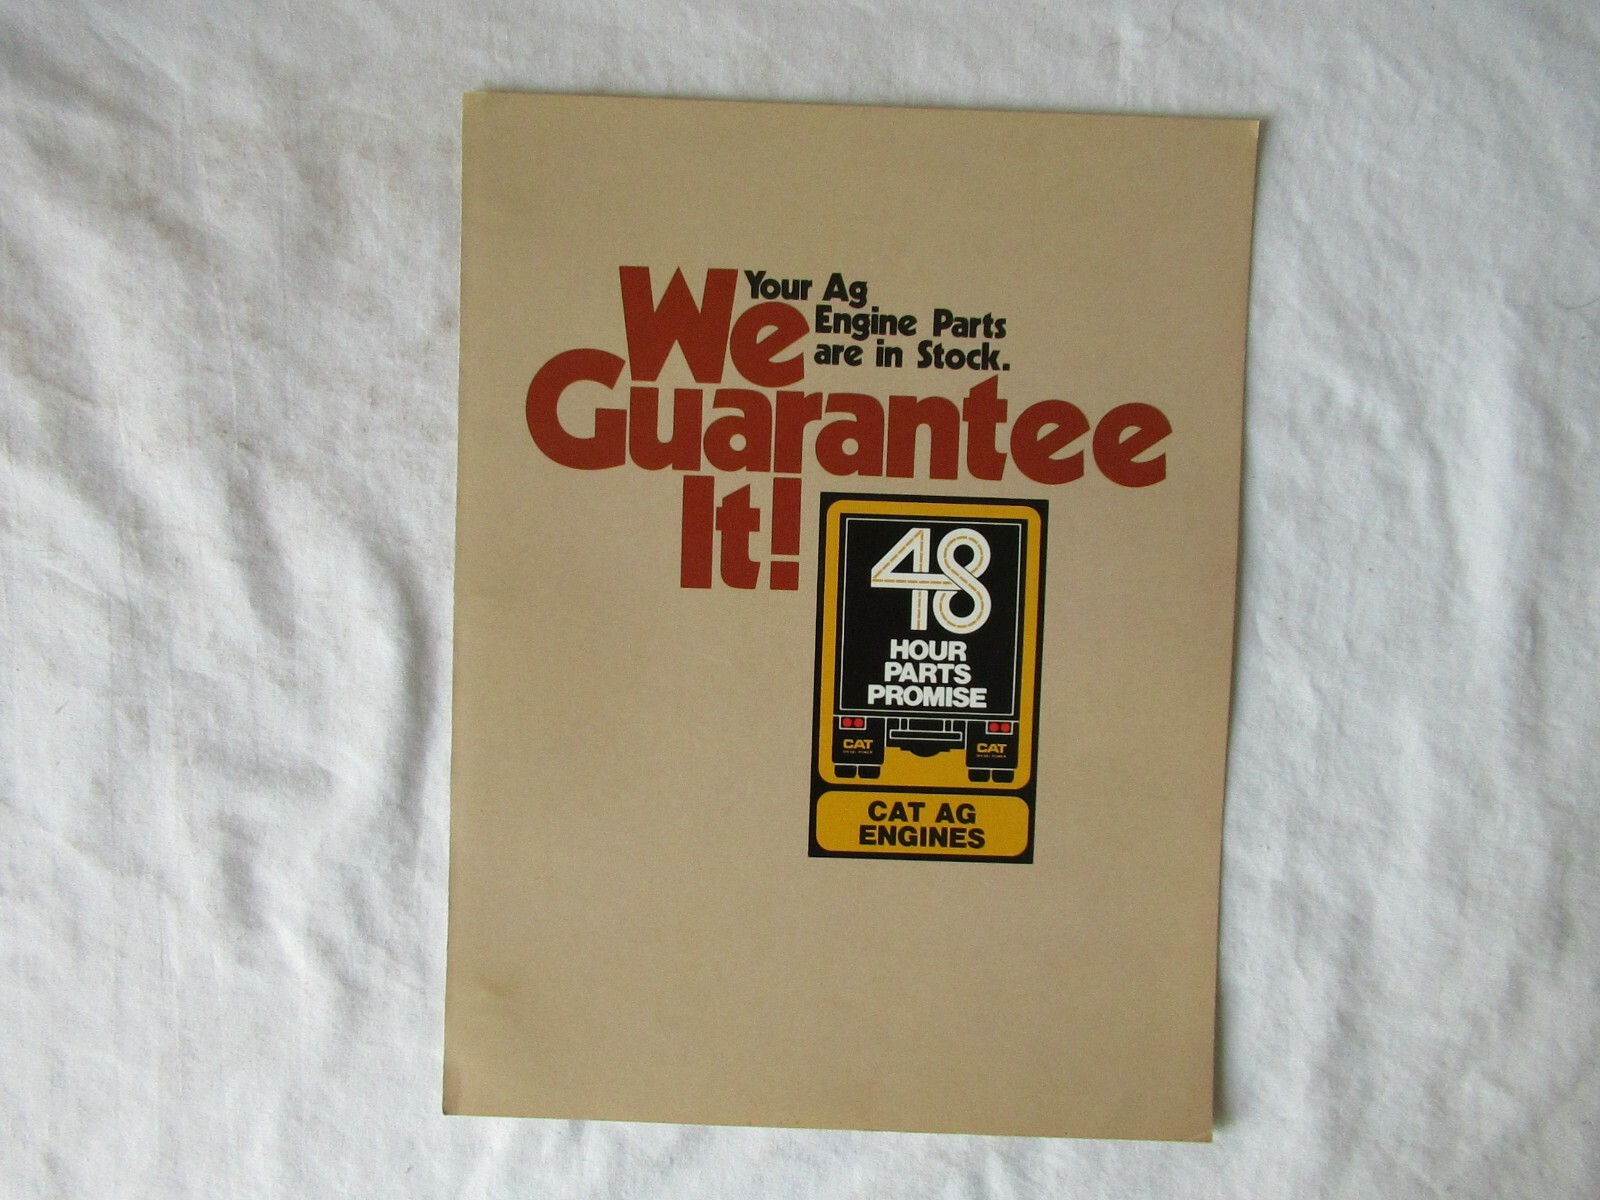 Your Ag
Engine Parts
are in Stock.
We
Guarantee
It!
48
HOUR
PARTS
PROMISE
CAT
CAT
CAT AG
ENGINES